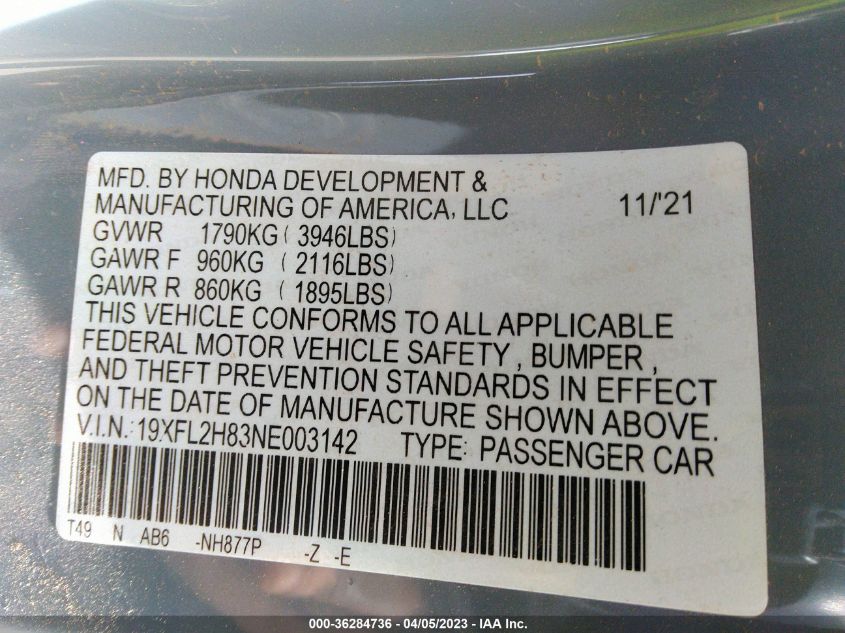 MFD. BY HONDA DEVELOPMENT &
MANUFACTURING OF AMERICA, LLC 11/'21
GVWR 1790KG ( 3946LBS)
GAWR F 960KG ( 2116LBS)
GAWR R 860KG ( 1895LBS)
THIS VEHICLE CONFORMS TO ALL APPLICABLE
FEDERAL MOTOR VEHICLE SAFETY , BUMPER ,
AND THEFT PREVENTION STANDARDS IN EFFECT
ON THE DATE OF MANUFACTURE SHOWN ABOVE.
V.I.N.: 19XFL2H83NE003142 TYPE: PASSENGER CAR
T49 N AB6 -NH877P -Z -E
000-36284736 - 04/05/2023 - IAA Inc.